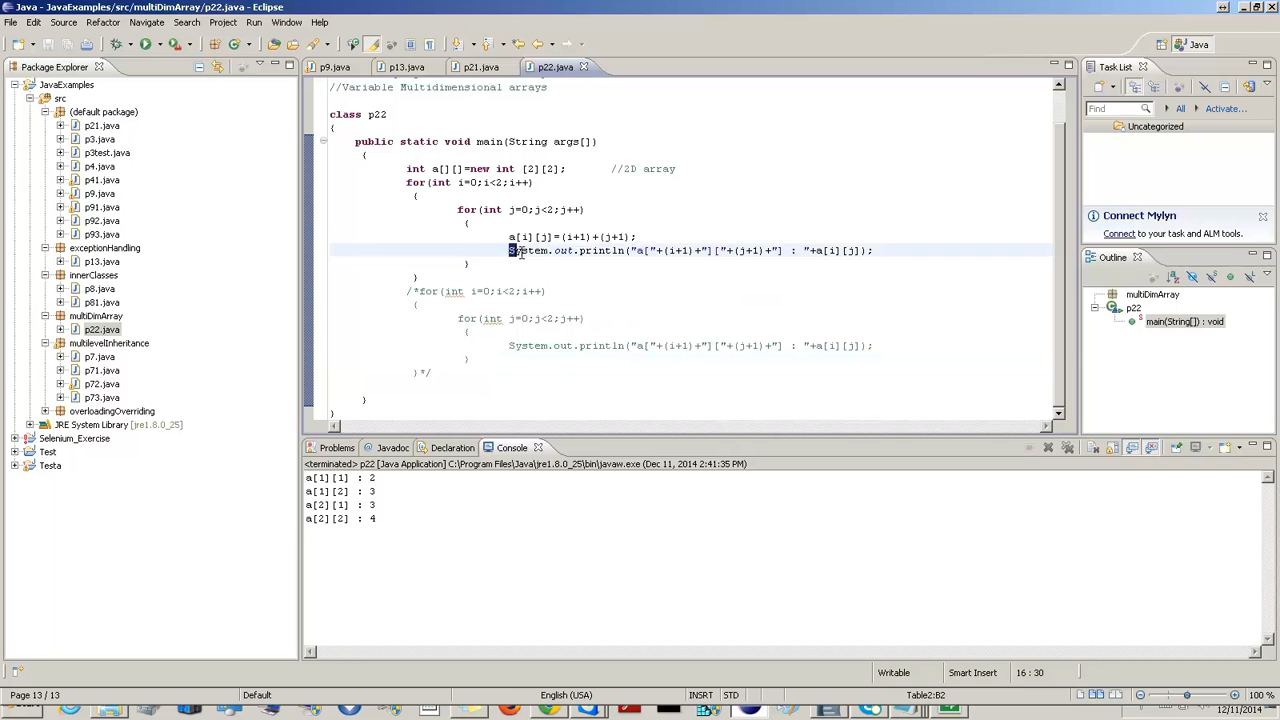 Java - JavaExamples/src/multiDimArray/p22.java - Eclipse
File Edit Source Refactor Navigate Search Project Run Window Help
Java
Package Explorer
p9.java p13.java p21.java p22.java
Task List
Find All Activate...
Uncategorized
Connect Mylyn
Connect to your task and ALM tools.
Outline
multiDimArray
p22
main(String[]) : void
JavaExamples
src
(default package)
p21.java
p3.java
p3test.java
p4.java
p41.java
p9.java
p91.java
p92.java
p93.java
exceptionHandling
p13.java
innerClasses
p8.java
p81.java
multiDimArray
p22.java
multilevelInheritance
p7.java
p71.java
p72.java
p73.java
overloadingOverriding
JRE System Library [jre1.8.0_25]
Selenium_Exercise
Test
Testa
//Variable Multidimensional arrays
class p22
{
public static void main(String args[])
{
int a[][]=new int [2][2]; //2D array
for(int i=0;i<2;i++)
{
for(int j=0;j<2;j++)
{
a[i][j]=(i+1)+(j+1);
System.out.println("a["+(i+1)+"]["+(j+1)+"] : "+a[i][j]);
}
}
/*for(int i=0;i<2;i++)
{
for(int j=0;j<2;j++)
{
System.out.println("a["+(i+1)+"]["+(j+1)+"] : "+a[i][j]);
}
}*/
}
}
Problems Javadoc Declaration Console
<terminated> p22 [Java Application] C:\Program Files\Java\jre1.8.0_25\bin\javaw.exe (Dec 11, 2014 2:41:35 PM)
a[1][1] : 2
a[1][2] : 3
a[2][1] : 3
a[2][2] : 4
Writable Smart Insert 16 : 30
Page 13 / 13 Default English (USA) INSRT STD Table2:B2 100 %
12/11/2014